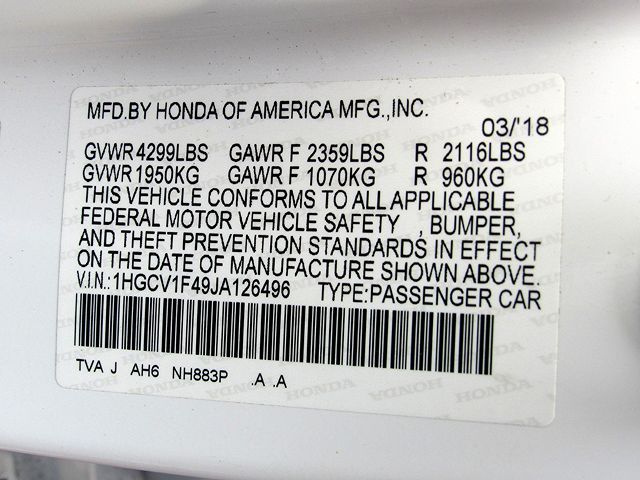 MFD.BY HONDA OF AMERICA MFG.,INC.
03/'18
GVWR 4299LBS GAWR F 2359LBS R 2116LBS
GVWR 1950KG GAWR F 1070KG R 960KG
THIS VEHICLE CONFORMS TO ALL APPLICABLE
FEDERAL MOTOR VEHICLE SAFETY , BUMPER,
AND THEFT PREVENTION STANDARDS IN EFFECT
ON THE DATE OF MANUFACTURE SHOWN ABOVE.
V.I.N.:1HGCV1F49JA126496 TYPE:PASSENGER CAR
TVA J AH6 NH883P .A .A